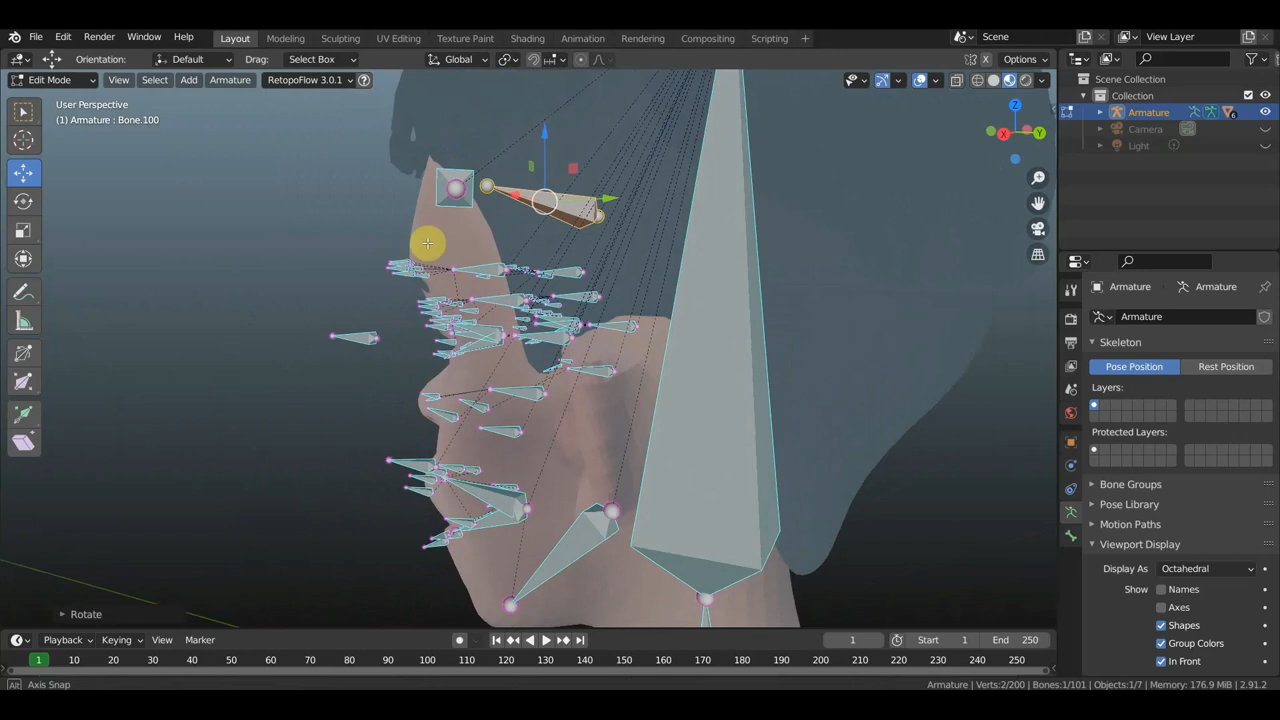 File Edit Render Window Help Layout Modeling Sculpting UV Editing Texture Paint Shading Animation Rendering Compositing Scripting + Scene View Layer
Orientation: Default Drag: Select Box Global X Options
Edit Mode View Select Add Armature RetopoFlow 3.0.1
User Perspective
(1) Armature : Bone.100
Z
X
Y
Rotate
Scene Collection
Collection
Armature 6
Camera
Light
Armature Armature
Armature
Skeleton
Pose Position Rest Position
Layers:
Protected Layers:
Bone Groups
Pose Library
Motion Paths
Viewport Display
Display As Octahedral
Show Names
Axes
Shapes
Group Colors
In Front
Playback Keying View Marker 1 Start 1 End 250
1 10 20 30 40 50 60 70 80 90 100 110 120 130 140 150 160 170 180 190 200 210 220 230 240 250
Alt Axis Snap Armature | Verts:2/200 | Bones:1/101 | Objects:1/7 | Memory: 176.9 MiB | 2.91.2